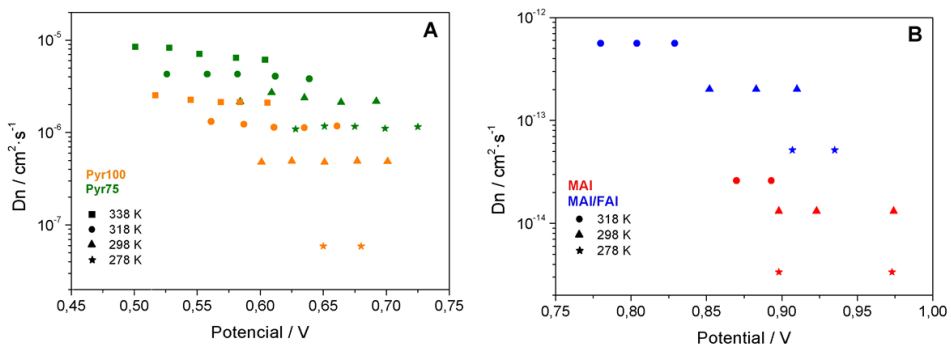 A
10⁻⁵
10⁻⁶
10⁻⁷
Dn / cm²·s⁻¹
Pyr100
Pyr75
338 K
318 K
298 K
278 K
0,45 0,50 0,55 0,60 0,65 0,70 0,75
Potencial / V
B
10⁻¹²
10⁻¹³
10⁻¹⁴
Dn / cm²·s⁻¹
MAI
MAI/FAI
318 K
298 K
278 K
0,75 0,80 0,85 0,90 0,95 1,00
Potential / V